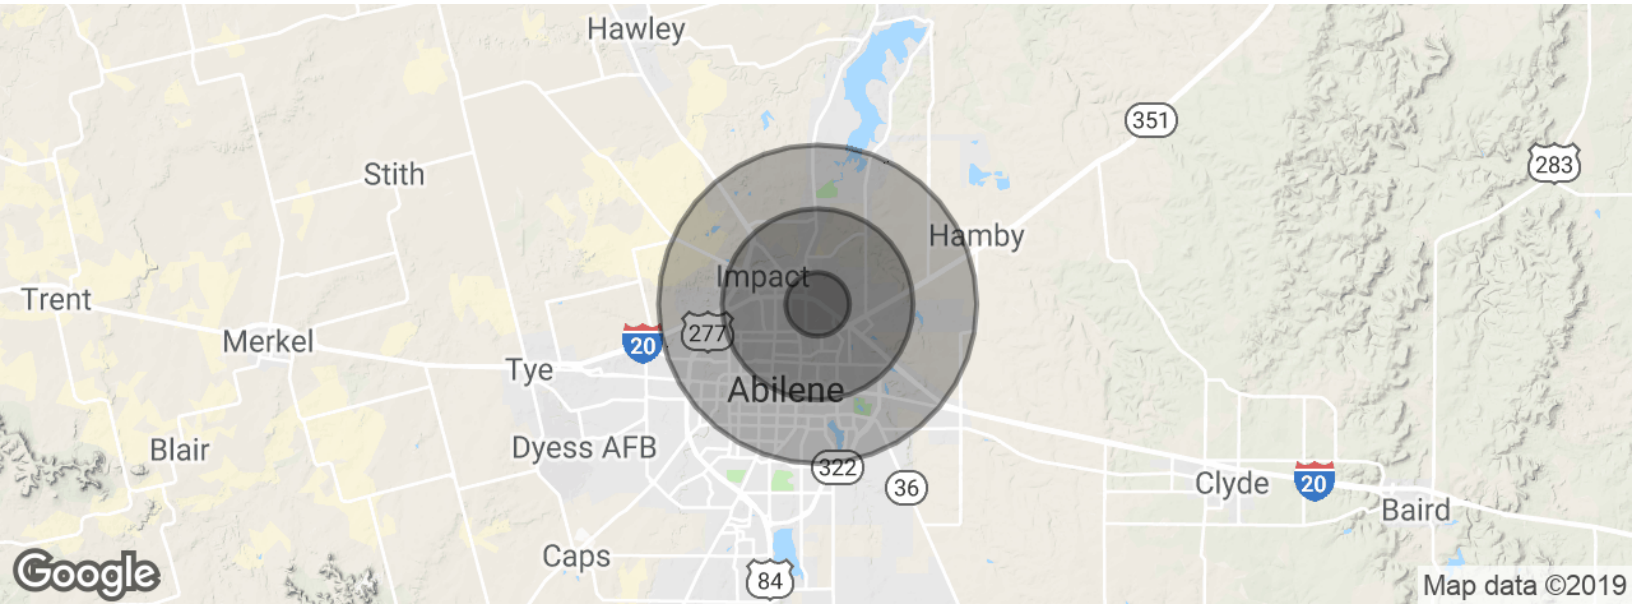 Hawley
351
283
Stith
Hamby
Impact
Trent
277
20
Merkel
Tye
Abilene
Blair
Dyess AFB
322
36
Clyde
20
Baird
Caps
84
Google
Map data ©2019